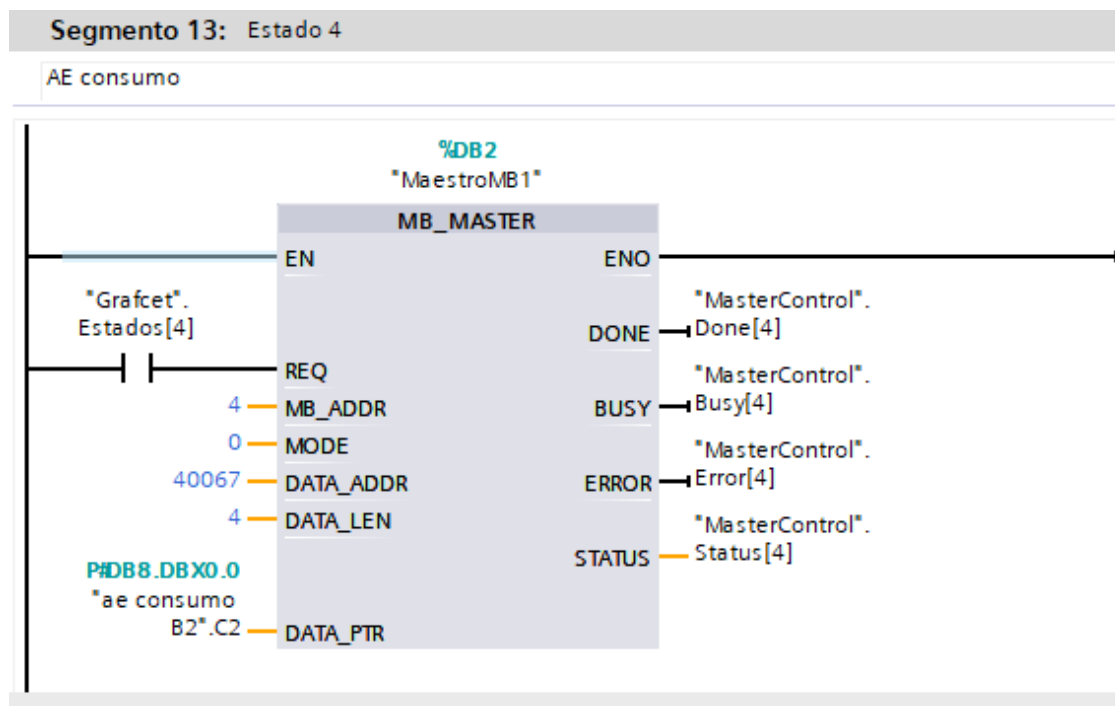 Segmento 13: Estado 4
AE consumo
%DB2
"MaestroMB1"
MB_MASTER
EN
ENO
"Grafcet".
Estados[4]
"MasterControl".
DONE
Done[4]
REQ
"MasterControl".
4
MB_ADDR
BUSY
Busy[4]
0
MODE
"MasterControl".
40067
DATA_ADDR
ERROR
Error[4]
4
DATA_LEN
"MasterControl".
STATUS
Status[4]
P#DB8.DBX0.0
"ae consumo
B2".C2
DATA_PTR